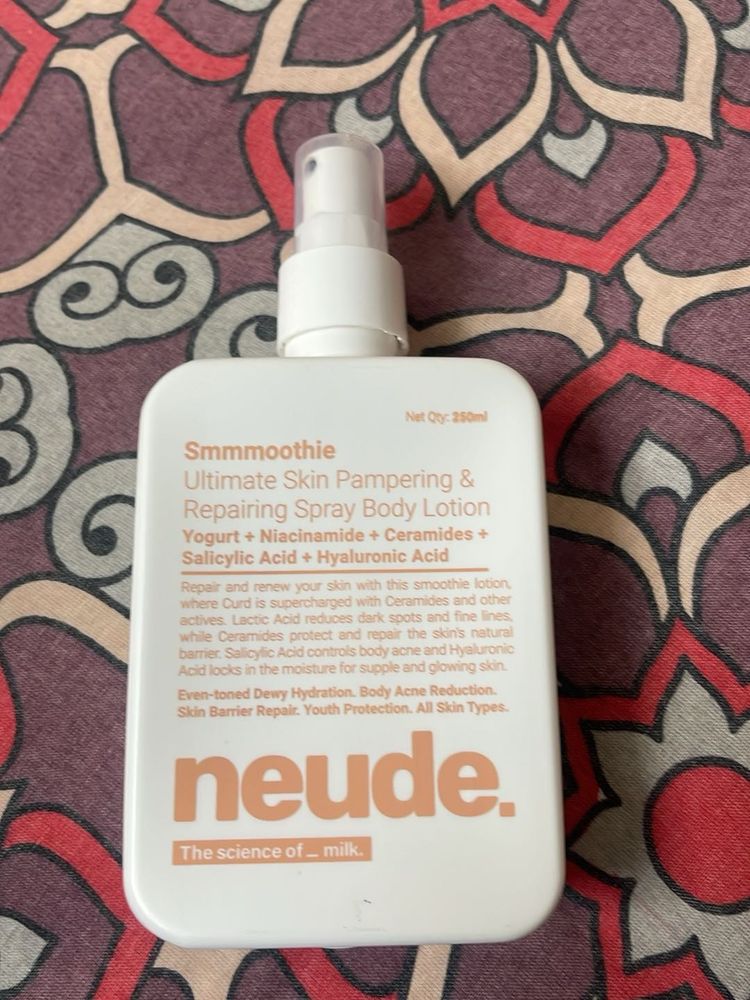 Net Qty: 250ml
Smmmoothie
Ultimate Skin Pampering &
Repairing Spray Body Lotion
Yogurt + Niacinamide + Ceramides +
Salicylic Acid + Hyaluronic Acid
Repair and renew your skin with this smoothie lotion,
where Curd is supercharged with Ceramides and other
actives. Lactic Acid reduces dark spots and fine lines,
while Ceramides protect and repair the skin's natural
barrier. Salicylic Acid controls body acne and Hyaluronic
Acid locks in the moisture for supple and glowing skin.
Even-toned Dewy Hydration. Body Acne Reduction.
Skin Barrier Repair. Youth Protection. All Skin Types.
neude.
The science of _ milk.